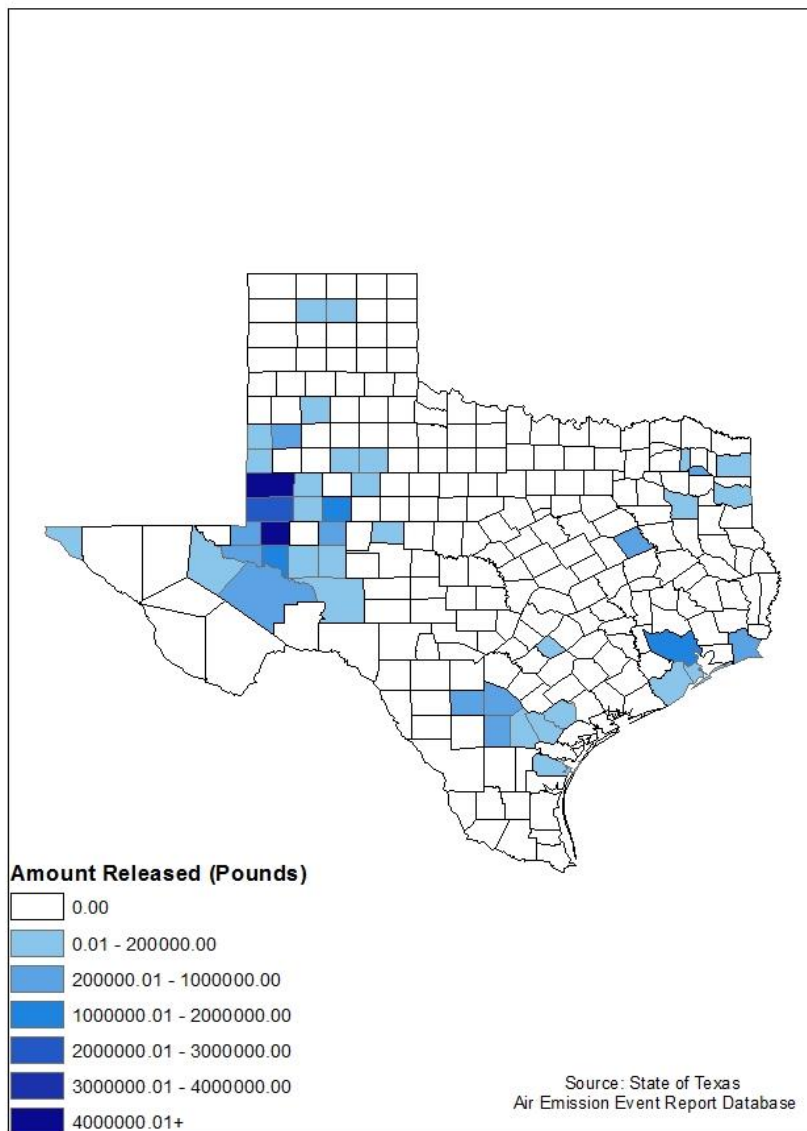 Amount Released (Pounds)
0.00
0.01 - 200000.00
200000.01 - 1000000.00
1000000.01 - 2000000.00
2000000.01 - 3000000.00
3000000.01 - 4000000.00
4000000.01+
Source: State of Texas
Air Emission Event Report Database